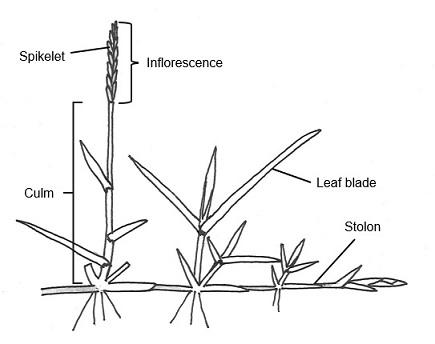 Spikelet
Inflorescence
Culm
Leaf blade
Stolon